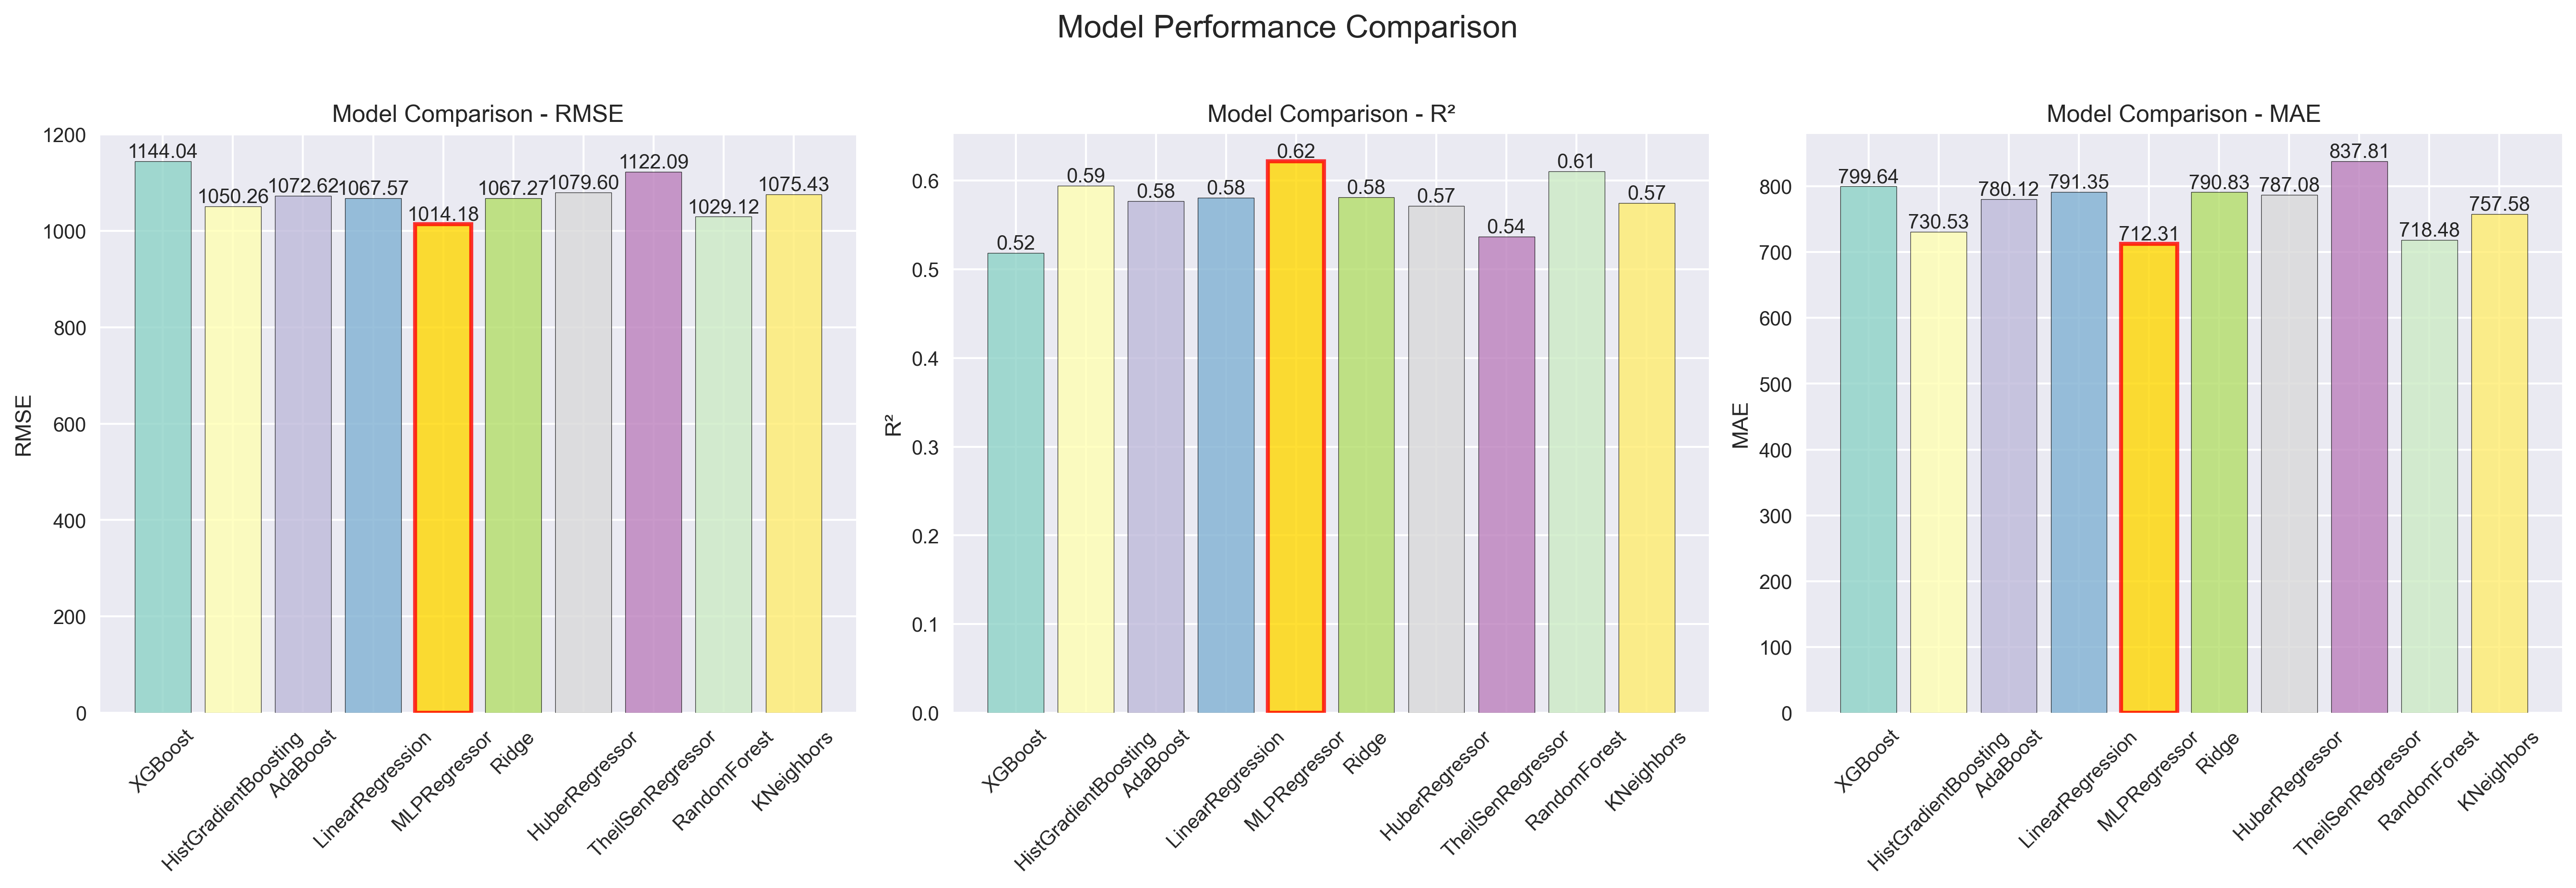 Model Performance Comparison
Model Comparison - RMSE
RMSE
1200
1000
800
600
400
200
0
1144.04
1050.26
1072.62
1067.57
1014.18
1067.27
1079.60
1122.09
1029.12
1075.43
XGBoost
HistGradientBoosting
AdaBoost
LinearRegression
MLPRegressor
Ridge
HuberRegressor
TheilSenRegressor
RandomForest
KNeighbors
Model Comparison - R²
R²
0.6
0.5
0.4
0.3
0.2
0.1
0.0
0.52
0.59
0.58
0.58
0.62
0.58
0.57
0.54
0.61
0.57
XGBoost
HistGradientBoosting
AdaBoost
LinearRegression
MLPRegressor
Ridge
HuberRegressor
TheilSenRegressor
RandomForest
KNeighbors
Model Comparison - MAE
MAE
800
700
600
500
400
300
200
100
0
799.64
730.53
780.12
791.35
712.31
790.83
787.08
837.81
718.48
757.58
XGBoost
HistGradientBoosting
AdaBoost
LinearRegression
MLPRegressor
Ridge
HuberRegressor
TheilSenRegressor
RandomForest
KNeighbors